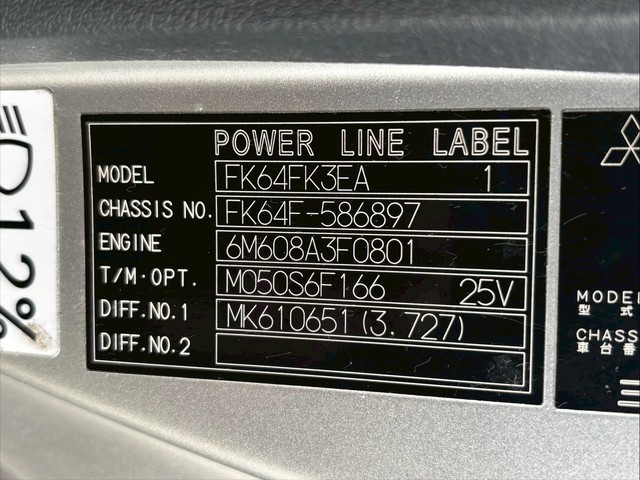 POWER LINE LABEL
MODEL FK64FK3EA 1
CHASSIS NO. FK64F-586897
ENGINE 6M608A3F0801
T/M·OPT. M050S6F166 25V
DIFF.NO.1 MK610651(3.727)
DIFF.NO.2
D12%
MODEL
型式
CHASS
車台番